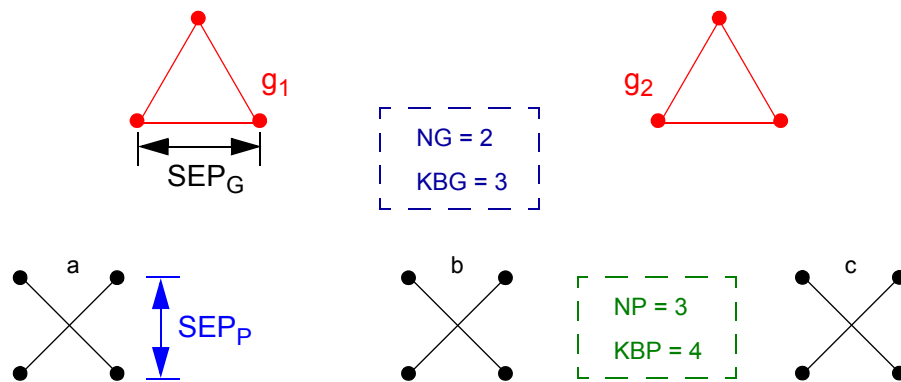 g1
g2
NG = 2
KBG = 3
SEPG
a
b
c
SEPP
NP = 3
KBP = 4